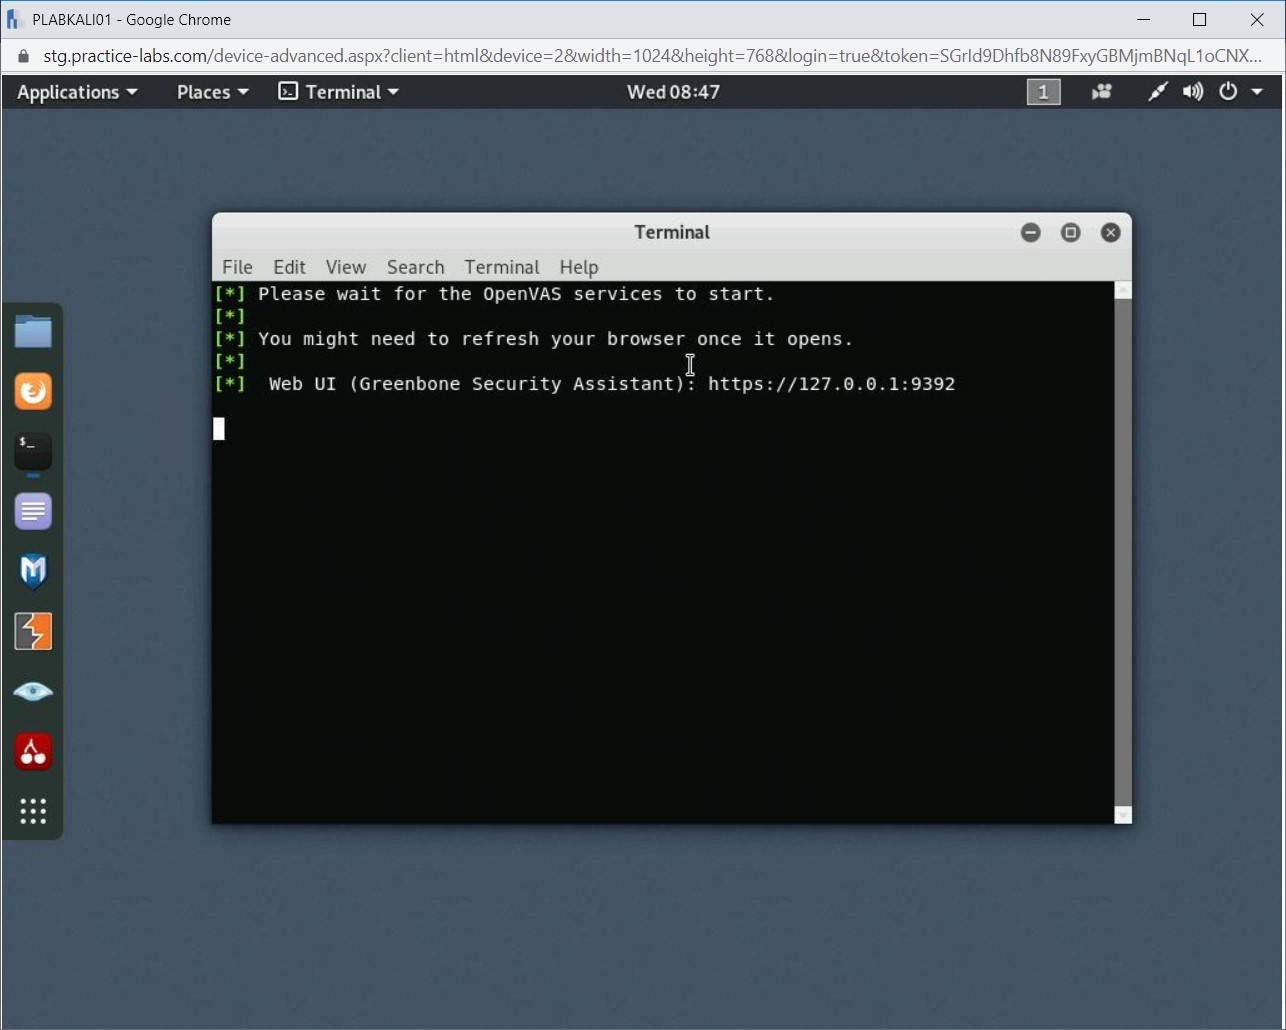 PLABKALI01 - Google Chrome
stg.practice-labs.com/device-advanced.aspx?client=html&device=2&width=1024&height=768&login=true&token=SGrId9Dhfb8N89FxyGBMjmBNqL1oCNX...
Applications Places Terminal Wed 08:47 1
Terminal
File Edit View Search Terminal Help
[*] Please wait for the OpenVAS services to start.
[*]
[*] You might need to refresh your browser once it opens.
[*]
[*]  Web UI (Greenbone Security Assistant): https://127.0.0.1:9392
$_